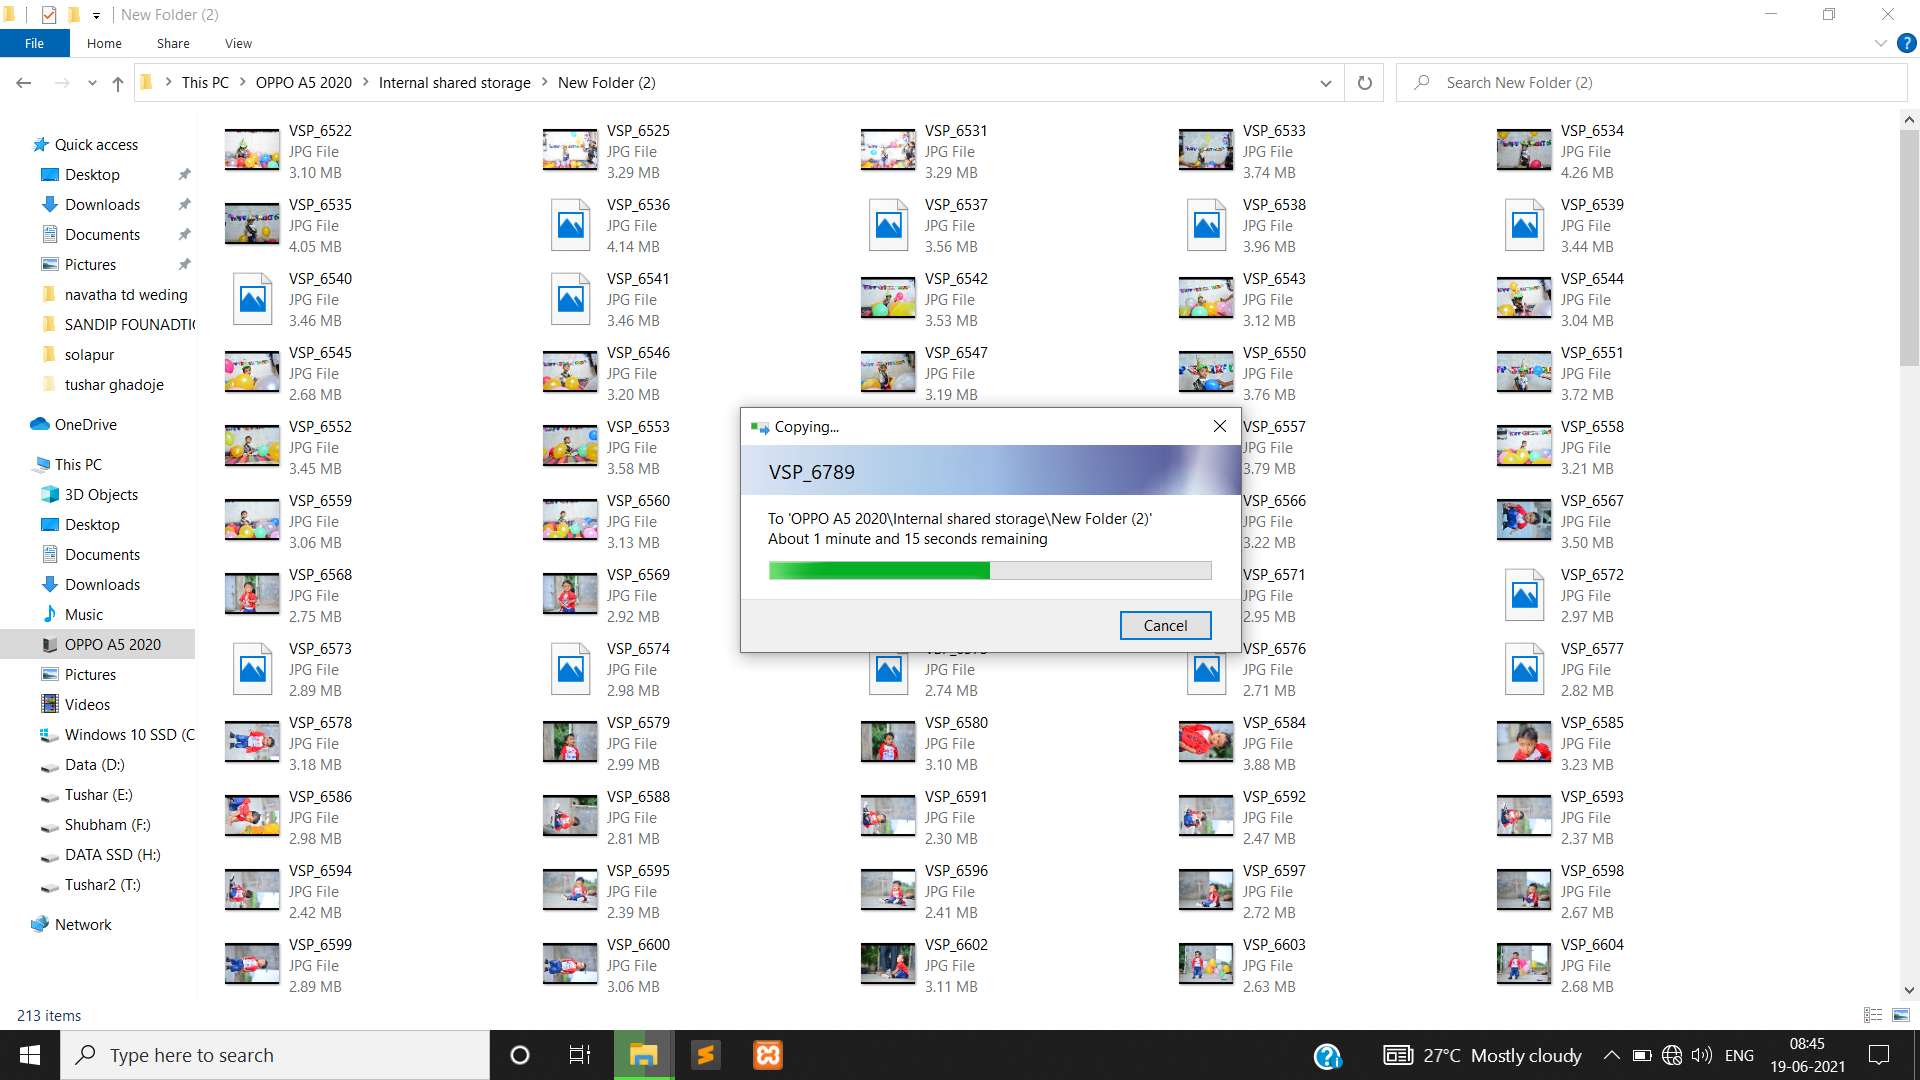 New Folder (2)
File Home Share View
This PC OPPO A5 2020 Internal shared storage New Folder (2)
Search New Folder (2)
Quick access
Desktop
Downloads
Documents
Pictures
navatha td weding
SANDIP FOUNADTI
solapur
tushar ghadoje
OneDrive
This PC
3D Objects
Desktop
Documents
Downloads
Music
OPPO A5 2020
Pictures
Videos
Windows 10 SSD (C
Data (D:)
Tushar (E:)
Shubham (F:)
DATA SSD (H:)
Tushar2 (T:)
Network
VSP_6522 VSP_6525 VSP_6531 VSP_6533 VSP_6534
JPG File JPG File JPG File JPG File JPG File
3.10 MB 3.29 MB 3.29 MB 3.74 MB 4.26 MB
VSP_6535 VSP_6536 VSP_6537 VSP_6538 VSP_6539
JPG File JPG File JPG File JPG File JPG File
4.05 MB 4.14 MB 3.56 MB 3.96 MB 3.44 MB
VSP_6540 VSP_6541 VSP_6542 VSP_6543 VSP_6544
JPG File JPG File JPG File JPG File JPG File
3.46 MB 3.46 MB 3.53 MB 3.12 MB 3.04 MB
VSP_6545 VSP_6546 VSP_6547 VSP_6550 VSP_6551
JPG File JPG File JPG File JPG File JPG File
2.68 MB 3.20 MB 3.19 MB 3.76 MB 3.72 MB
VSP_6552 VSP_6553 VSP_6557 VSP_6558
JPG File JPG File JPG File JPG File
3.45 MB 3.58 MB 3.79 MB 3.21 MB
VSP_6559 VSP_6560 VSP_6566 VSP_6567
JPG File JPG File JPG File JPG File
3.06 MB 3.13 MB 3.22 MB 3.50 MB
VSP_6568 VSP_6569 VSP_6571 VSP_6572
JPG File JPG File JPG File JPG File
2.75 MB 2.92 MB 2.95 MB 2.97 MB
VSP_6573 VSP_6574 VSP_6576 VSP_6577
JPG File JPG File JPG File JPG File JPG File
2.89 MB 2.98 MB 2.74 MB 2.71 MB 2.82 MB
VSP_6578 VSP_6579 VSP_6580 VSP_6584 VSP_6585
JPG File JPG File JPG File JPG File JPG File
3.18 MB 2.99 MB 3.10 MB 3.88 MB 3.23 MB
VSP_6586 VSP_6588 VSP_6591 VSP_6592 VSP_6593
JPG File JPG File JPG File JPG File JPG File
2.98 MB 2.81 MB 2.30 MB 2.47 MB 2.37 MB
VSP_6594 VSP_6595 VSP_6596 VSP_6597 VSP_6598
JPG File JPG File JPG File JPG File JPG File
2.42 MB 2.39 MB 2.41 MB 2.72 MB 2.67 MB
VSP_6599 VSP_6600 VSP_6602 VSP_6603 VSP_6604
JPG File JPG File JPG File JPG File JPG File
2.89 MB 3.06 MB 3.11 MB 2.63 MB 2.68 MB
Copying...
VSP_6789
To 'OPPO A5 2020\Internal shared storage\New Folder (2)'
About 1 minute and 15 seconds remaining
Cancel
213 items
Type here to search
27°C Mostly cloudy
ENG
08:45
19-06-2021